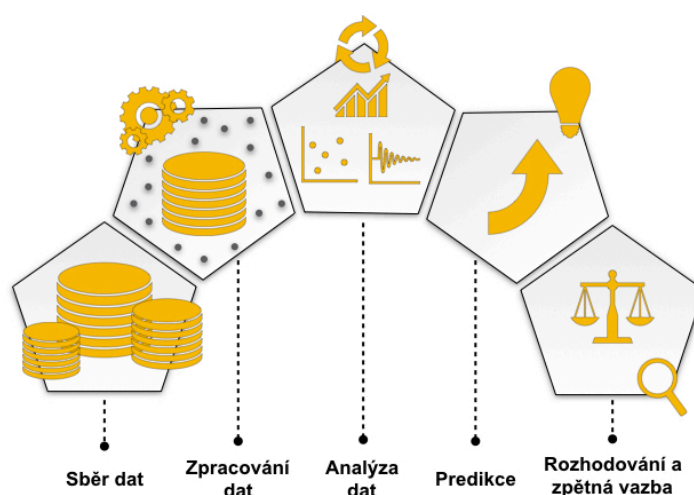 Sběr dat
Zpracování
dat
Analýza
dat
Predikce
Rozhodování a
zpětná vazba